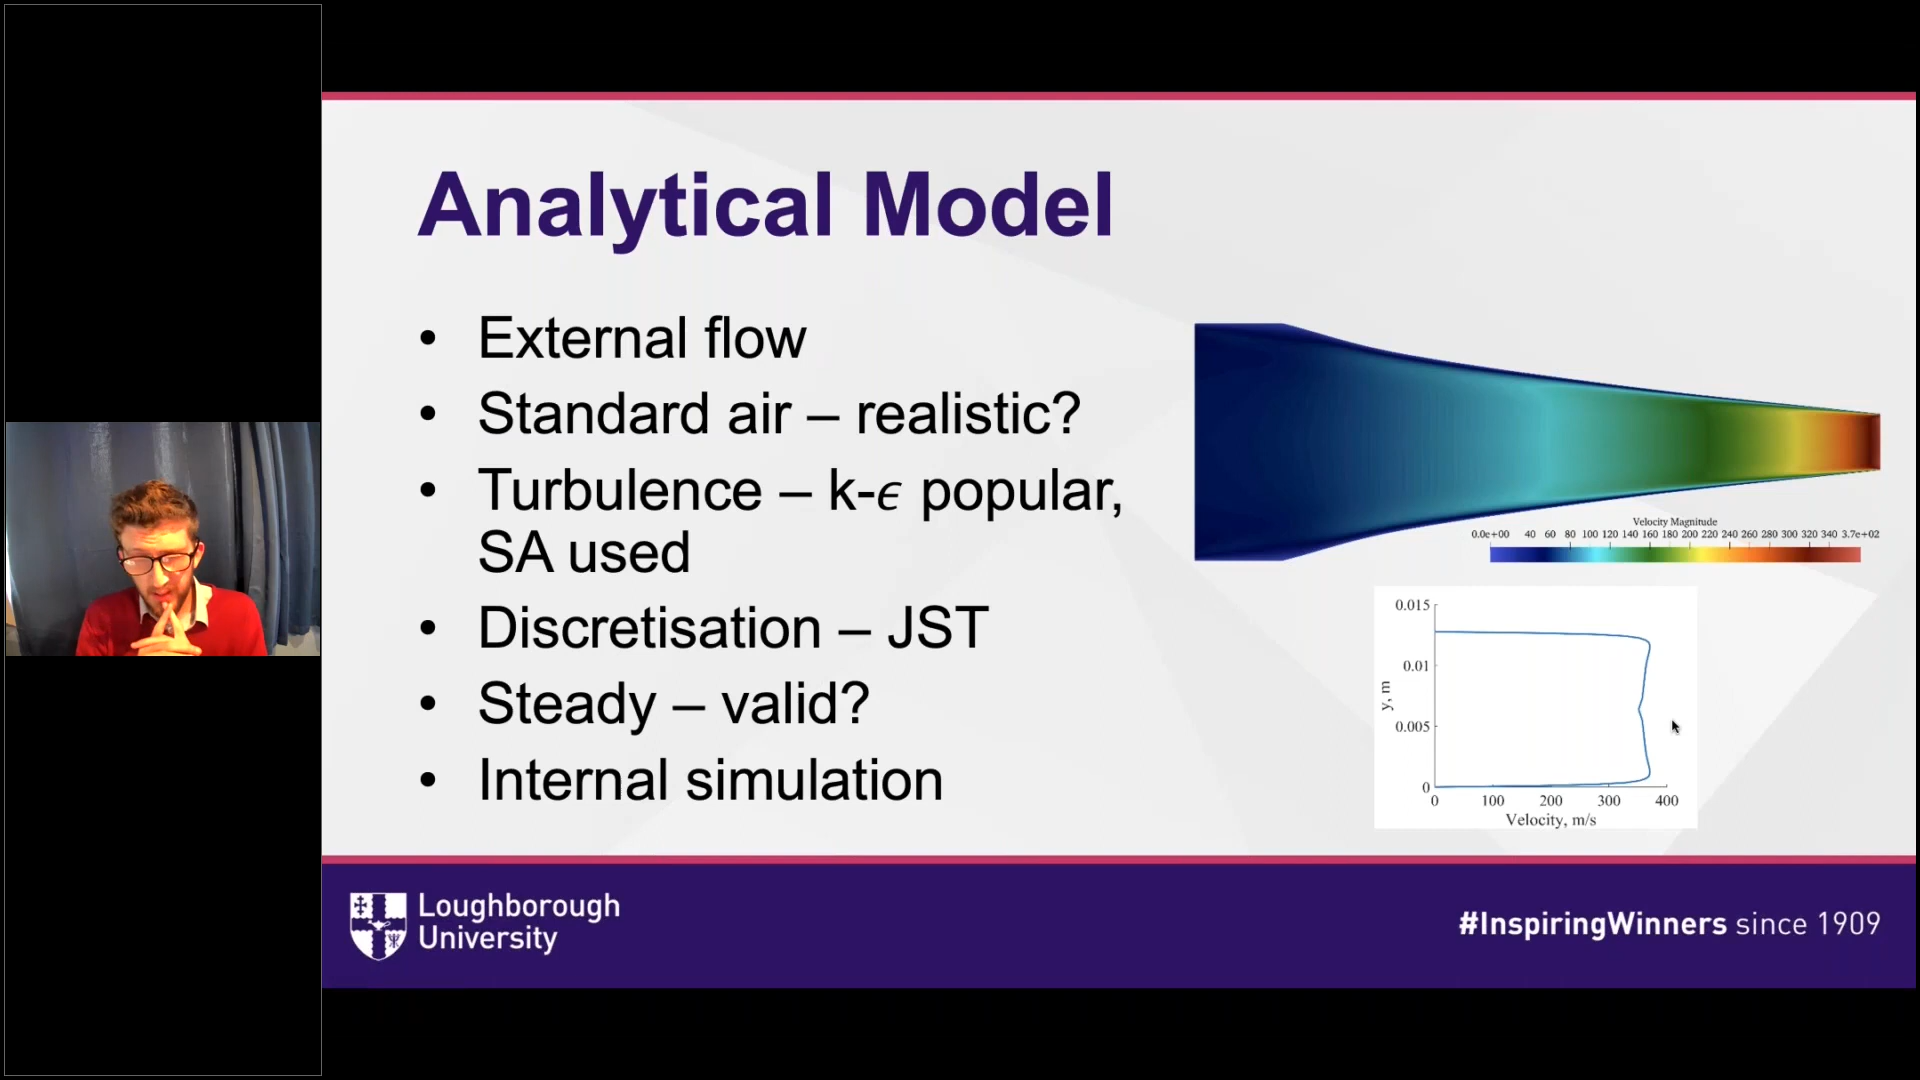 Analytical Model
• External flow
• Standard air – realistic?
• Turbulence – k-ϵ popular,
SA used
• Discretisation – JST
• Steady – valid?
• Internal simulation
Velocity Magnitude
0.0e+00 40 60 80 100 120 140 160 180 200 220 240 260 280 300 320 340 3.7e+02
0.015
0.01
0.005
0
y, m
0 100 200 300 400
Velocity, m/s
Loughborough
University
#InspiringWinners since 1909